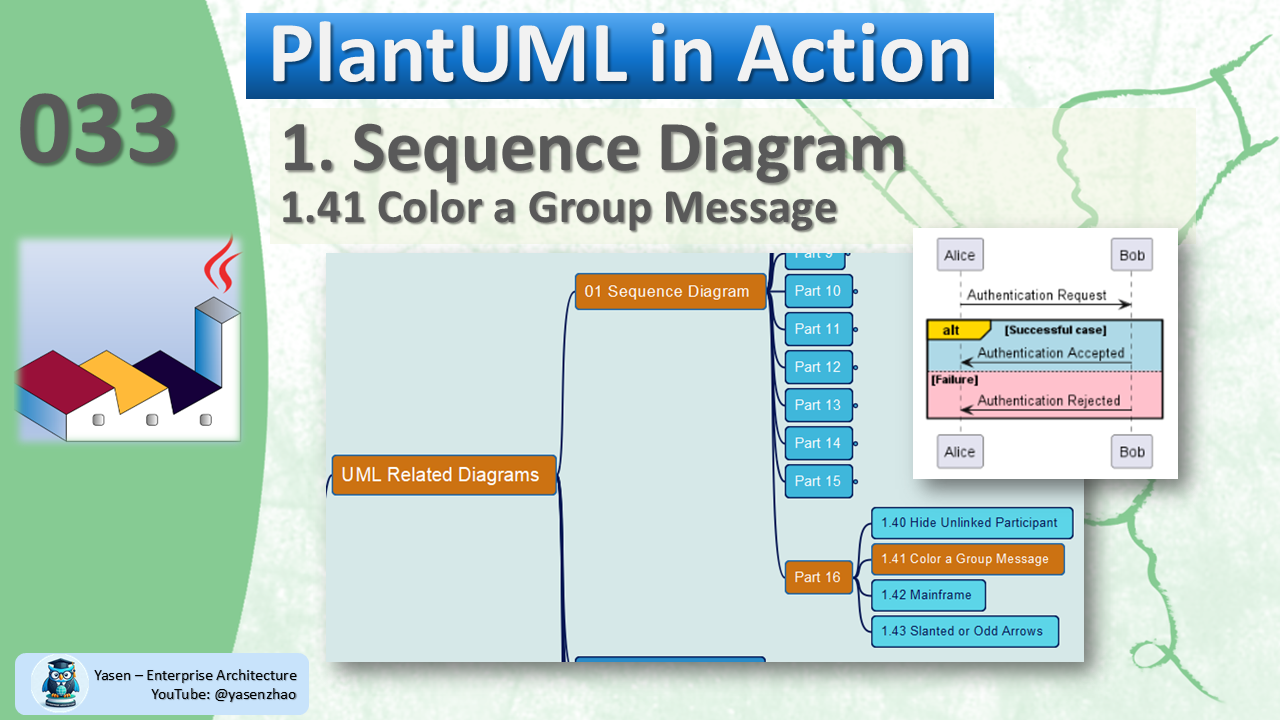 PlantUML in Action
033
1. Sequence Diagram
1.41 Color a Group Message
Part 9
01 Sequence Diagram
Part 10
Part 11
Part 12
Part 13
Part 14
Part 15
UML Related Diagrams
Part 16
1.40 Hide Unlinked Participant
1.41 Color a Group Message
1.42 Mainframe
1.43 Slanted or Odd Arrows
Alice
Bob
Authentication Request
alt
[Successful case]
Authentication Accepted
[Failure]
Authentication Rejected
Alice
Bob
Yasen – Enterprise Architecture
YouTube: @yasenzhao